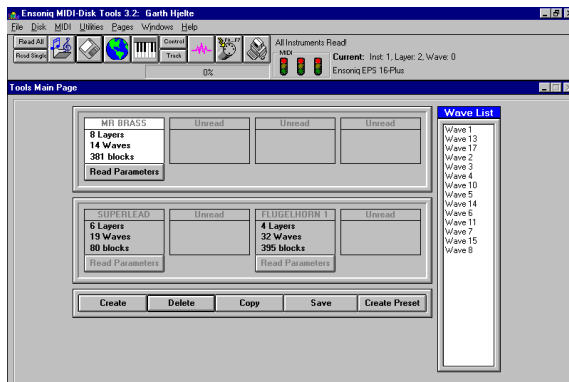 Ensoniq MIDI-Disk Tools 3.2: Garth Hjelte
File Disk MIDI Utilities Pages Windows Help
Read All
Read Single
Control
Track
0%
All Instruments Read!
MIDI
Current: Inst: 1, Layer: 2, Wave: 0
Ensoniq EPS 16-Plus
Tools Main Page
MR BRASS
8 Layers
14 Waves
381 blocks
Read Parameters
Unread
Unread
Unread
SUPERLEAD
6 Layers
19 Waves
80 blocks
Read Parameters
Unread
FLUGELHORN 1
4 Layers
32 Waves
395 blocks
Read Parameters
Unread
Create Delete Copy Save Create Preset
Wave List
Wave 1
Wave 13
Wave 17
Wave 2
Wave 3
Wave 4
Wave 10
Wave 5
Wave 14
Wave 6
Wave 11
Wave 7
Wave 15
Wave 8